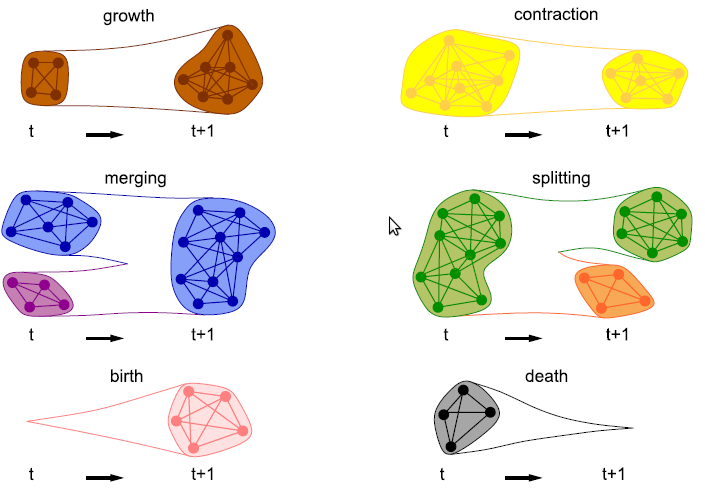 growth
t
t+1
contraction
t
t+1
merging
t
t+1
splitting
t
t+1
birth
t
t+1
death
t
t+1